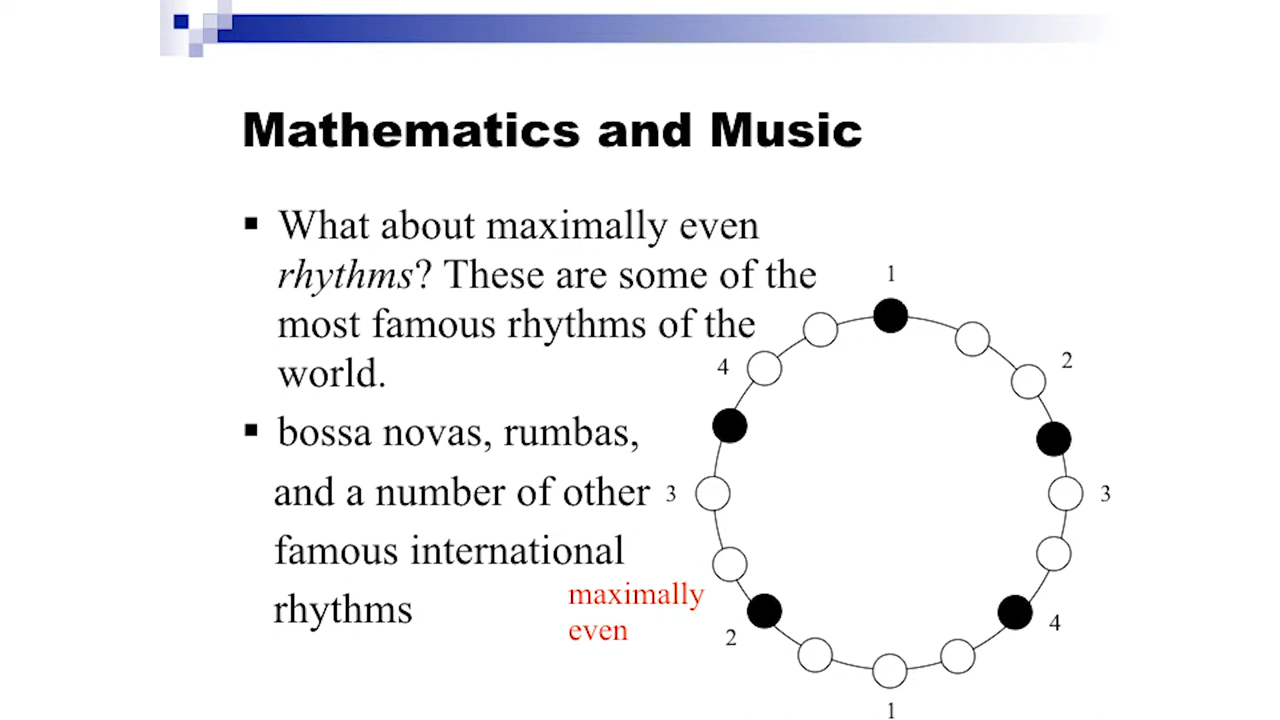 Mathematics and Music
▪ What about maximally even
rhythms? These are some of the
most famous rhythms of the
world.
▪ bossa novas, rumbas,
and a number of other
famous international
rhythms
maximally
even
1
2
3
4
1
2
3
4